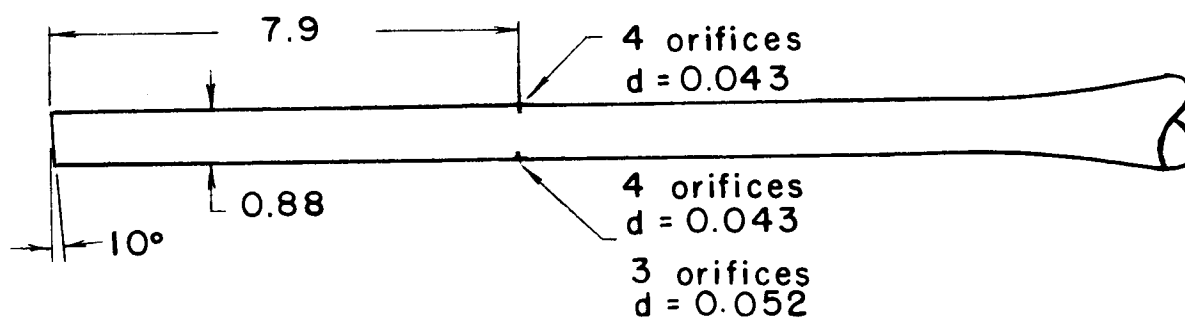 7.9
4 orifices
d = 0.043
0.88
10°
4 orifices
d = 0.043
3 orifices
d = 0.052